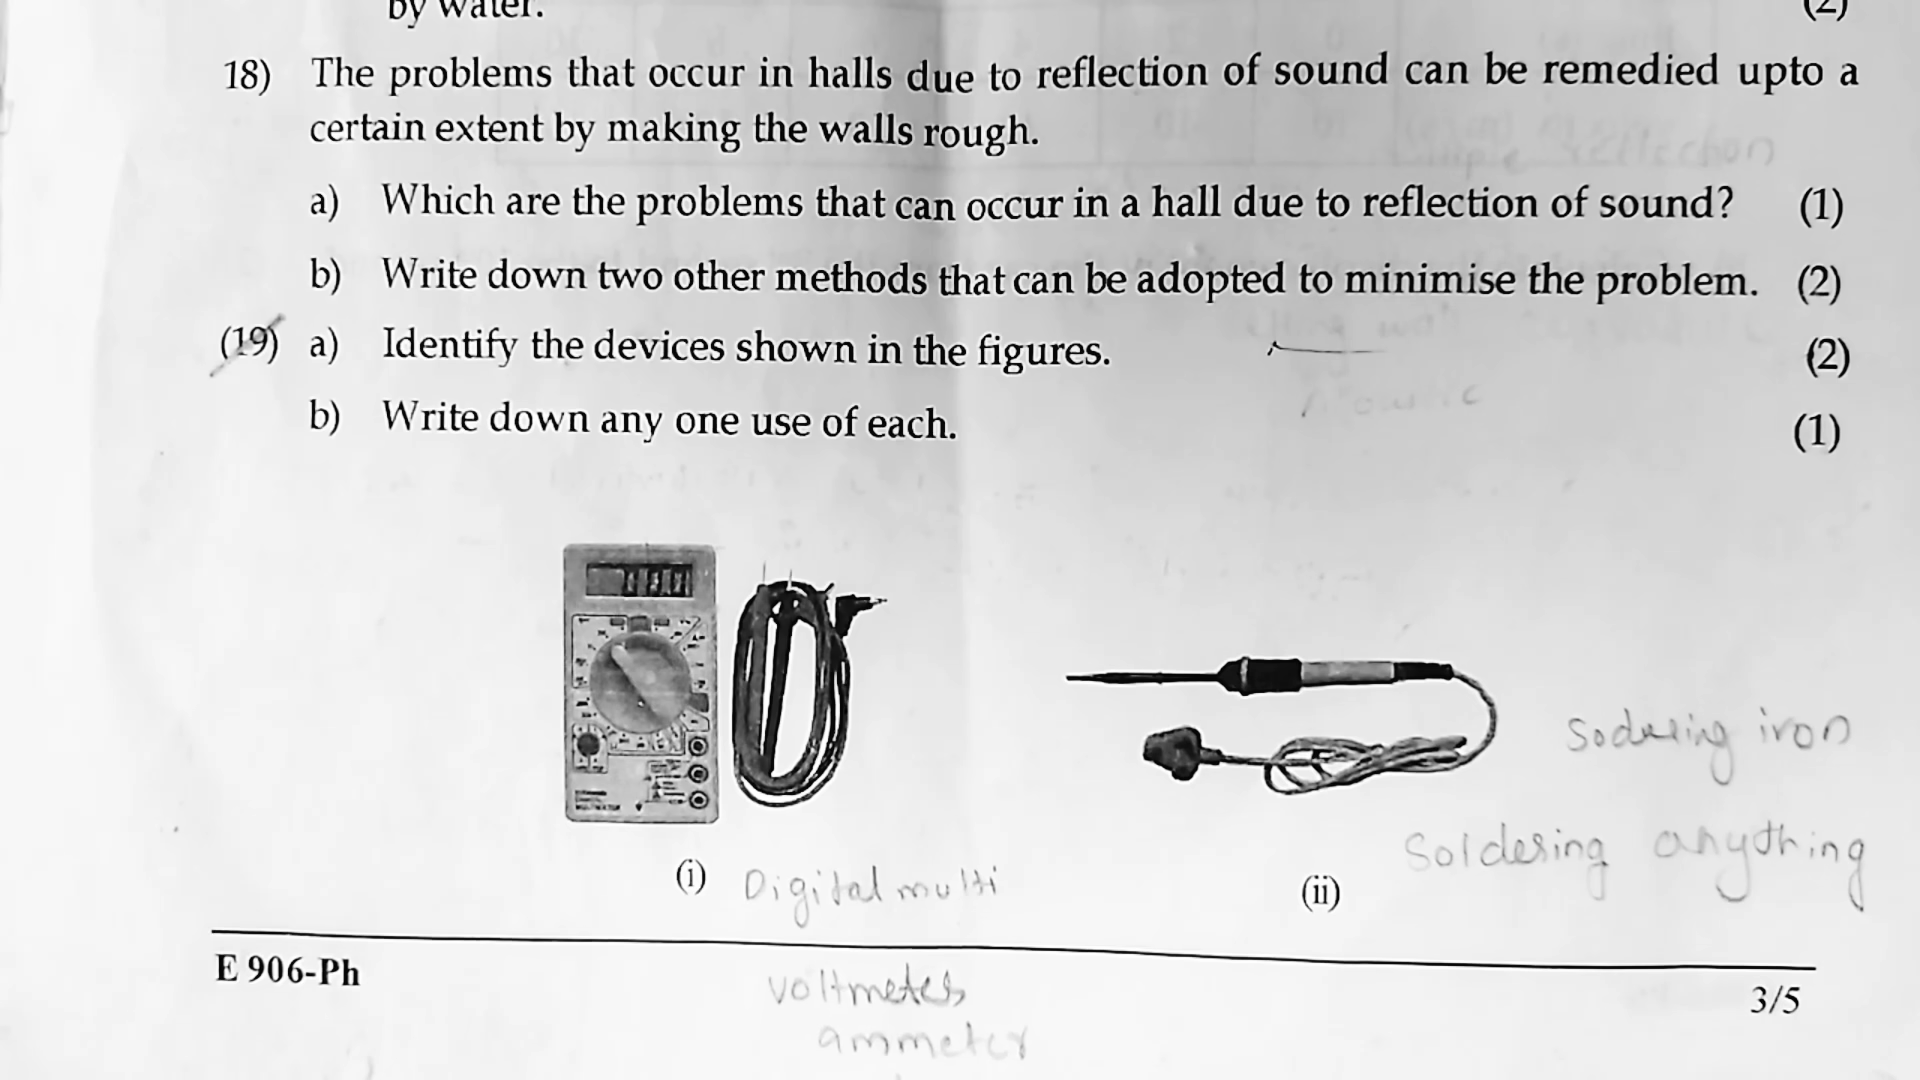 by water. (2)
18) The problems that occur in halls due to reflection of sound can be remedied upto a
certain extent by making the walls rough.
reflection
a) Which are the problems that can occur in a hall due to reflection of sound? (1)
b) Write down two other methods that can be adopted to minimise the problem. (2)
(19) a) Identify the devices shown in the figures. (2)
b) Write down any one use of each. (1)
Sodering iron
Soldering anything
(i) Digital multi
(ii)
E 906-Ph
voltmeter
3/5
ammeter